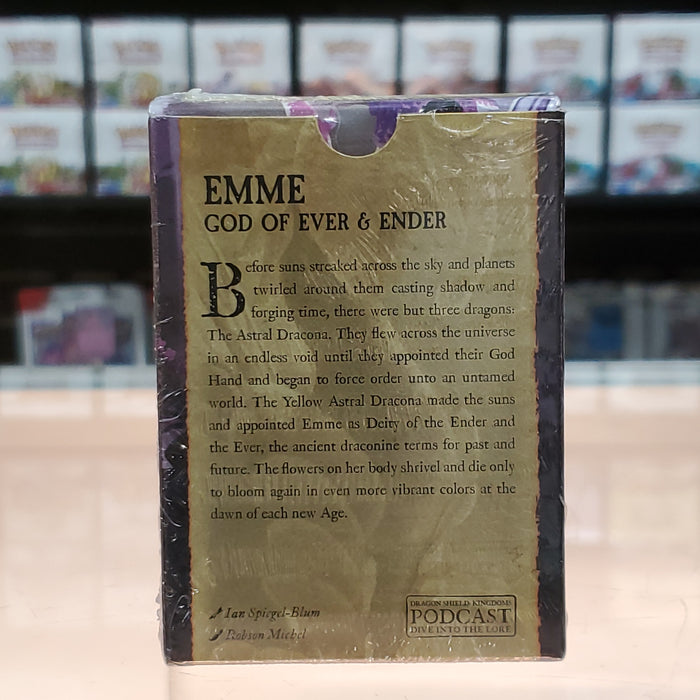 EMME
GOD OF EVER & ENDER
Before suns streaked across the sky and planets
twirled around them casting shadow and
forging time, there were but three dragons:
The Astral Dracona. They flew across the universe
in an endless void until they appointed their God
Hand and began to force order unto an untamed
world. The Yellow Astral Dracona made the suns
and appointed Emme as Deity of the Ender and
the Ever, the ancient draconine terms for past and
future. The flowers on her body shrivel and die only
to bloom again in even more vibrant colors at the
dawn of each new Age.
Ian Spiegel-Blum
Robson Michel
DRAGON SHIELD: KINGDOMS
PODCAST
DIVE INTO THE LORE